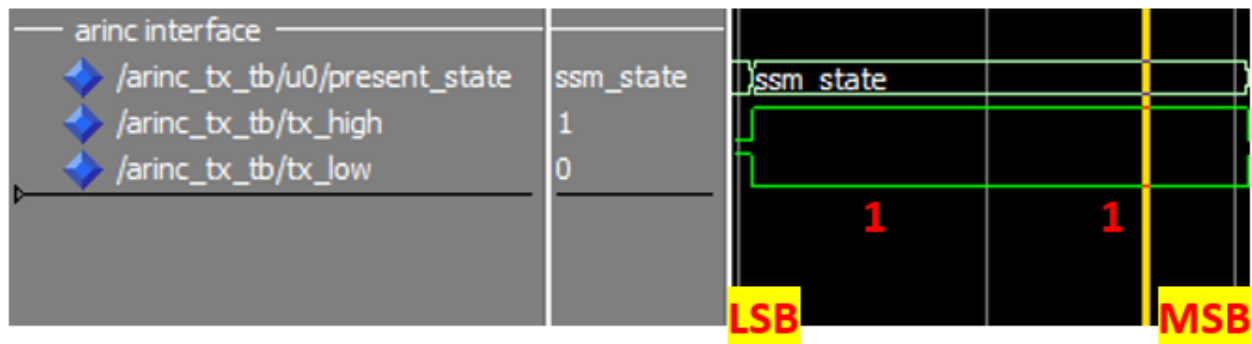 arinc interface
/arinc_tx_tb/u0/present_state ssm_state ssm_state
/arinc_tx_tb/tx_high 1
/arinc_tx_tb/tx_low 0
1 1
LSB MSB